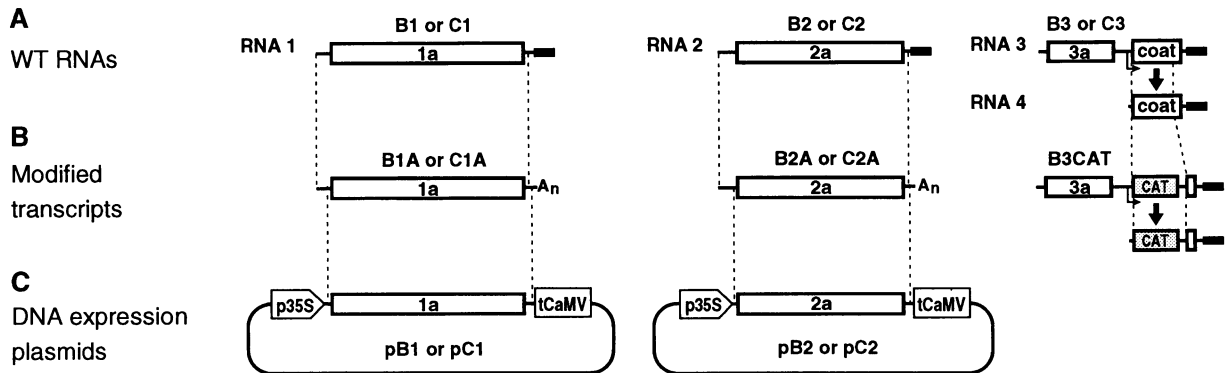 A
WT RNAs
RNA 1
B1 or C1
1a
RNA 2
B2 or C2
2a
B3 or C3
RNA 3
3a
coat
RNA 4
coat
B
Modified
transcripts
B1A or C1A
1a
An
B2A or C2A
2a
An
B3CAT
3a
CAT
CAT
C
DNA expression
plasmids
p35S
1a
tCaMV
pB1 or pC1
p35S
2a
tCaMV
pB2 or pC2